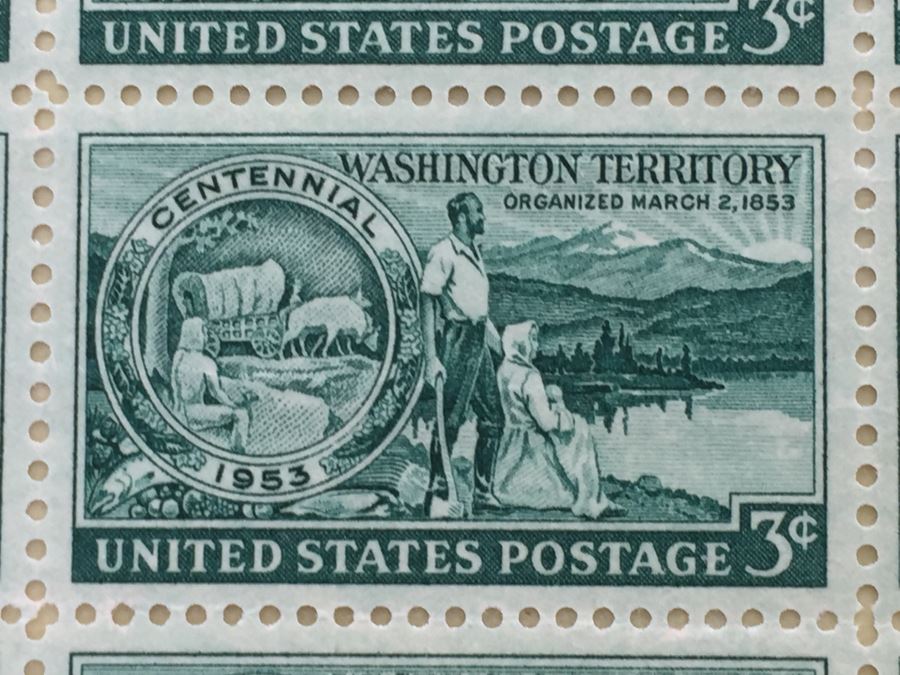 UNITED STATES POSTAGE 3¢
WASHINGTON TERRITORY
ORGANIZED MARCH 2, 1853
CENTENNIAL
1953
UNITED STATES POSTAGE 3¢